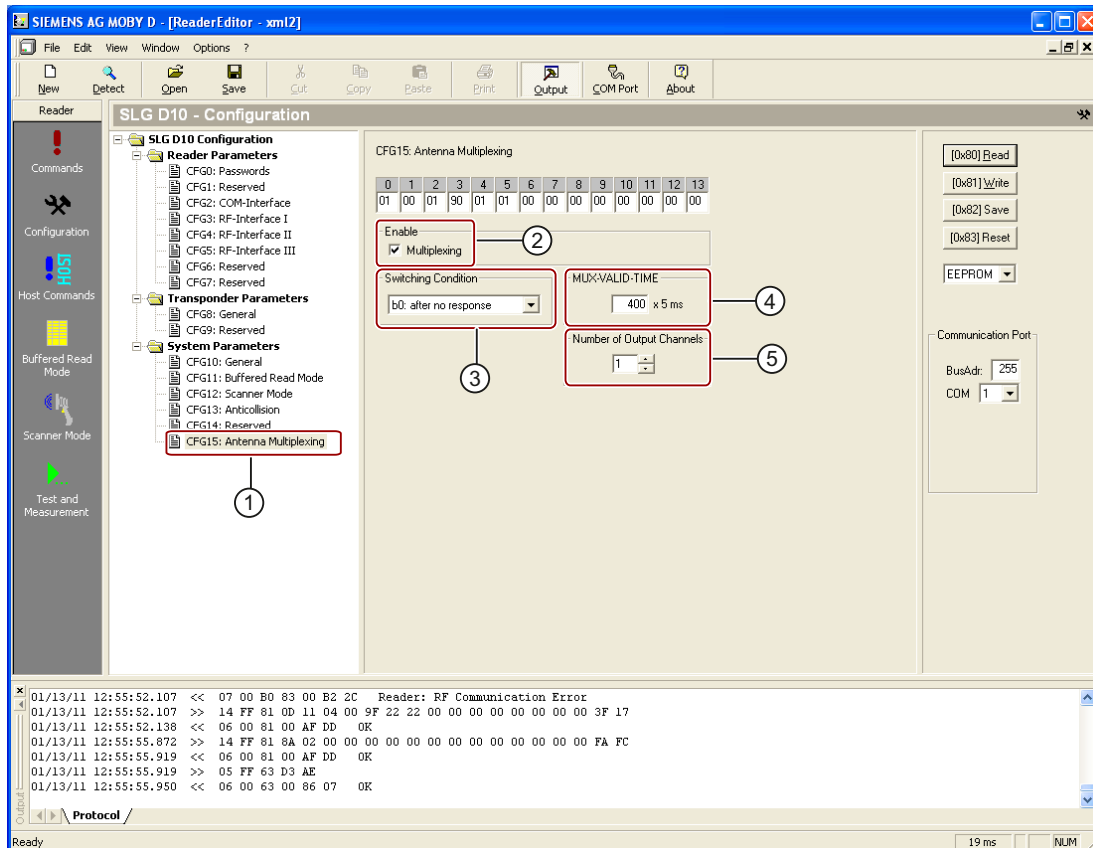 SIEMENS AG MOBY D - [ReaderEditor - xml2]
File Edit View Window Options ?
New Detect Open Save Cut Copy Paste Print Output COM Port About
Reader
SLG D10 - Configuration
Commands
Configuration
HOST
Host Commands
Buffered Read
Mode
Scanner Mode
Test and
Measurement
SLG D10 Configuration
Reader Parameters
CFG0: Passwords
CFG1: Reserved
CFG2: COM-Interface
CFG3: RF-Interface I
CFG4: RF-Interface II
CFG5: RF-Interface III
CFG6: Reserved
CFG7: Reserved
Transponder Parameters
CFG8: General
CFG9: Reserved
System Parameters
CFG10: General
CFG11: Buffered Read Mode
CFG12: Scanner Mode
CFG13: Anticollision
CFG14: Reserved
CFG15: Antenna Multiplexing
1
CFG15: Antenna Multiplexing
0 1 2 3 4 5 6 7 8 9 10 11 12 13
01 00 01 90 01 01 00 00 00 00 00 00 00 00
Enable
Multiplexing
2
Switching Condition
b0: after no response
3
MUX-VALID-TIME
400 x 5 ms
4
Number of Output Channels
1
5
[0x80] Read
[0x81] Write
[0x82] Save
[0x83] Reset
EEPROM
Communication Port
BusAdr: 255
COM 1
01/13/11 12:55:52.107 << 07 00 B0 83 00 B2 2C Reader: RF Communication Error
01/13/11 12:55:52.107 >> 14 FF 81 0D 11 04 00 9F 22 22 00 00 00 00 00 00 00 00 3F 17
01/13/11 12:55:52.138 << 06 00 81 00 AF DD OK
01/13/11 12:55:55.872 >> 14 FF 81 8A 02 00 00 00 00 00 00 00 00 00 00 00 00 00 FA FC
01/13/11 12:55:55.919 << 06 00 81 00 AF DD OK
01/13/11 12:55:55.919 >> 05 FF 63 D3 AE
01/13/11 12:55:55.950 << 06 00 63 00 86 07 OK
Output
Protocol
Ready
19 ms
NUM